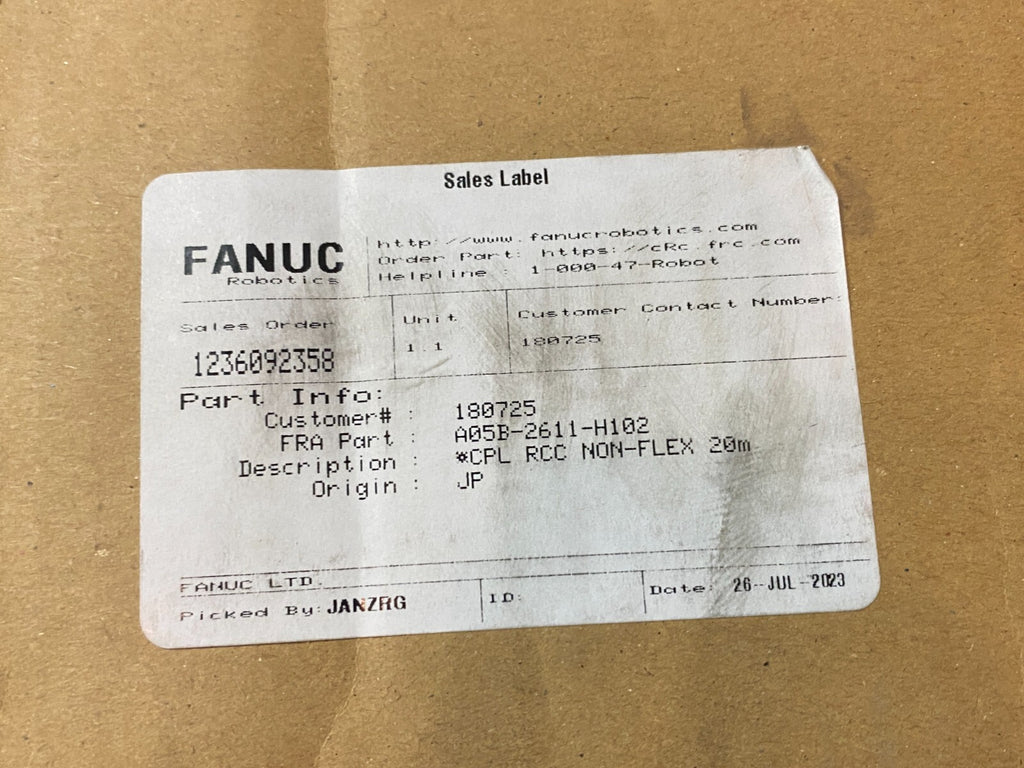 Sales Label
FANUC
Robotics
http://www.fanucrobotics.com
Order Part: https://cRc.frc.com
Helpline : 1-000-47-Robot
Sales Order
1236092358
Unit
1.1
Customer Contact Number:
180725
Part Info:
Customer# : 180725
FRA Part : A05B-2611-H102
Description : *CPL RCC NON-FLEX 20m
Origin : JP
FANUC LTD.
Picked By: JANZRG
ID:
Date: 26-JUL-2023